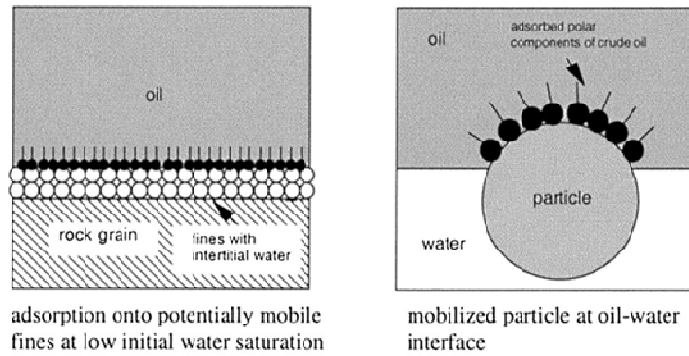 oil
rock grain
fines with
intertitial water
adsorption onto potentially mobile
fines at low initial water saturation
oil
adsorbed polar
components of crude oil
particle
water
mobilized particle at oil-water
interface